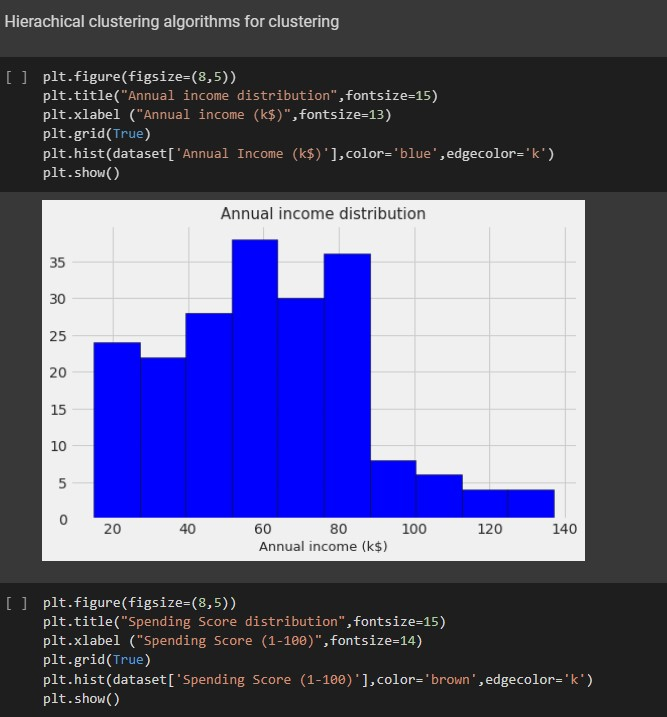 Hierachical clustering algorithms for clustering
[ ] plt.figure(figsize=(8,5))
plt.title("Annual income distribution",fontsize=15)
plt.xlabel ("Annual income (k$)",fontsize=13)
plt.grid(True)
plt.hist(dataset['Annual Income (k$)'],color='blue',edgecolor='k')
plt.show()
Annual income distribution
35
30
25
20
15
10
5
0
20 40 60 80 100 120 140
Annual income (k$)
[ ] plt.figure(figsize=(8,5))
plt.title("Spending Score distribution",fontsize=15)
plt.xlabel ("Spending Score (1-100)",fontsize=14)
plt.grid(True)
plt.hist(dataset['Spending Score (1-100)'],color='brown',edgecolor='k')
plt.show()